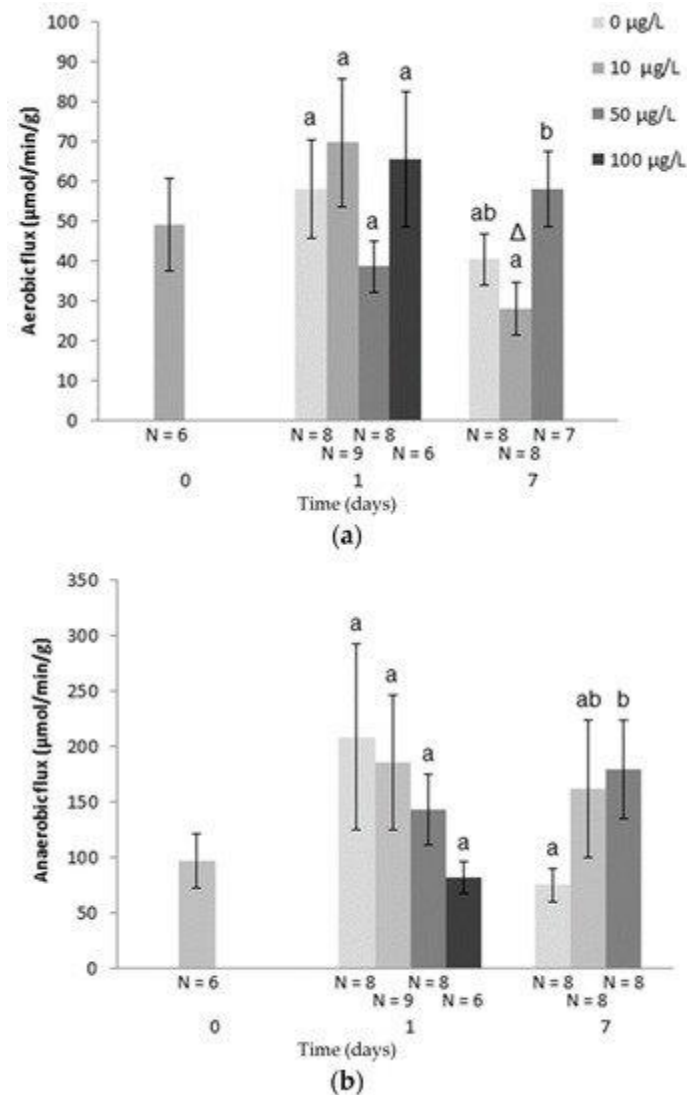 100
90
80
70
60
50
40
30
20
10
0
Aerobic flux (µmol/min/g)
0 µg/L
10 µg/L
50 µg/L
100 µg/L
a
a
a
a
ab
Δ
a
b
N = 6
N = 8
N = 8
N = 8
N = 7
N = 9
N = 6
N = 8
0
1
7
Time (days)
(a)
350
300
250
200
150
100
50
0
Anaerobic flux (µmol/min/g)
a
a
a
a
a
ab
b
N = 6
N = 8
N = 8
N = 8
N = 8
N = 9
N = 6
N = 8
0
1
7
Time (days)
(b)